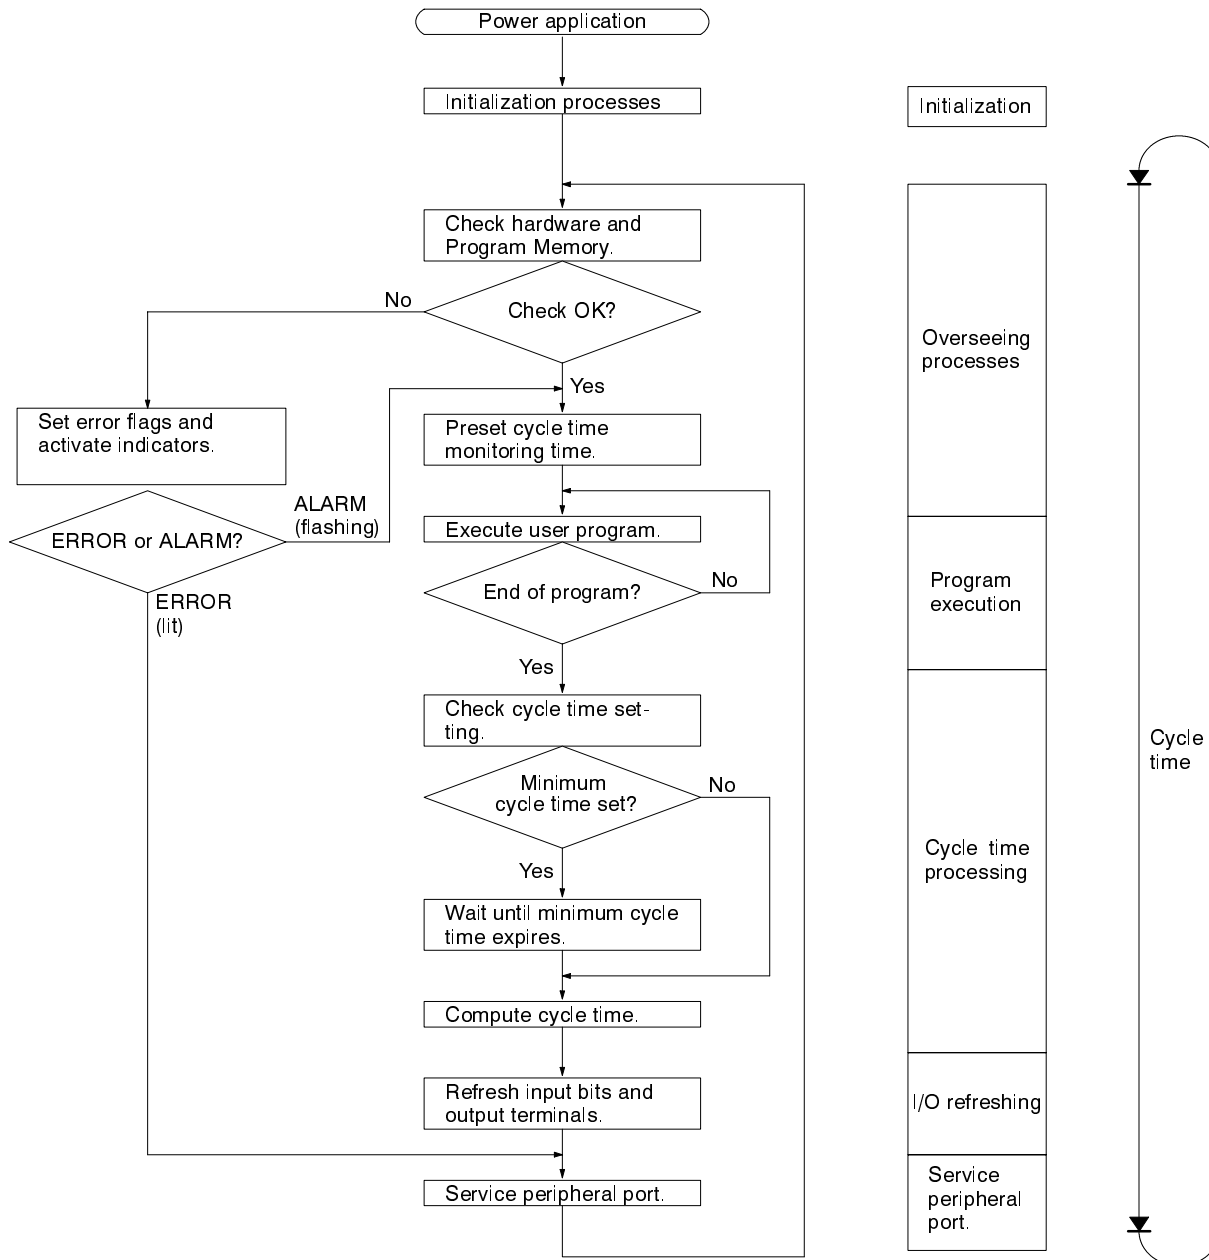 Power application
Initialization processes
Initialization
Check hardware and
Program Memory.
No
Check OK?
Overseeing
processes
Yes
Set error flags and
activate indicators.
Preset cycle time
monitoring time.
ALARM
(flashing)
ERROR or ALARM?
Execute user program.
ERROR
(lit)
End of program?
No
Program
execution
Yes
Check cycle time set-
ting.
Cycle
time
Minimum
cycle time set?
No
Yes
Cycle time
processing
Wait until minimum cycle
time expires.
Compute cycle time.
Refresh input bits and
output terminals.
I/O refreshing
Service peripheral port.
Service
peripheral
port.